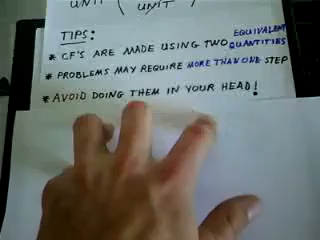 UNIT ( UNIT )
TIPS:
* CF'S ARE MADE USING TWO EQUIVALENT QUANTITIES
* PROBLEMS MAY REQUIRE MORE THAN ONE STEP
* AVOID DOING THEM IN YOUR HEAD!